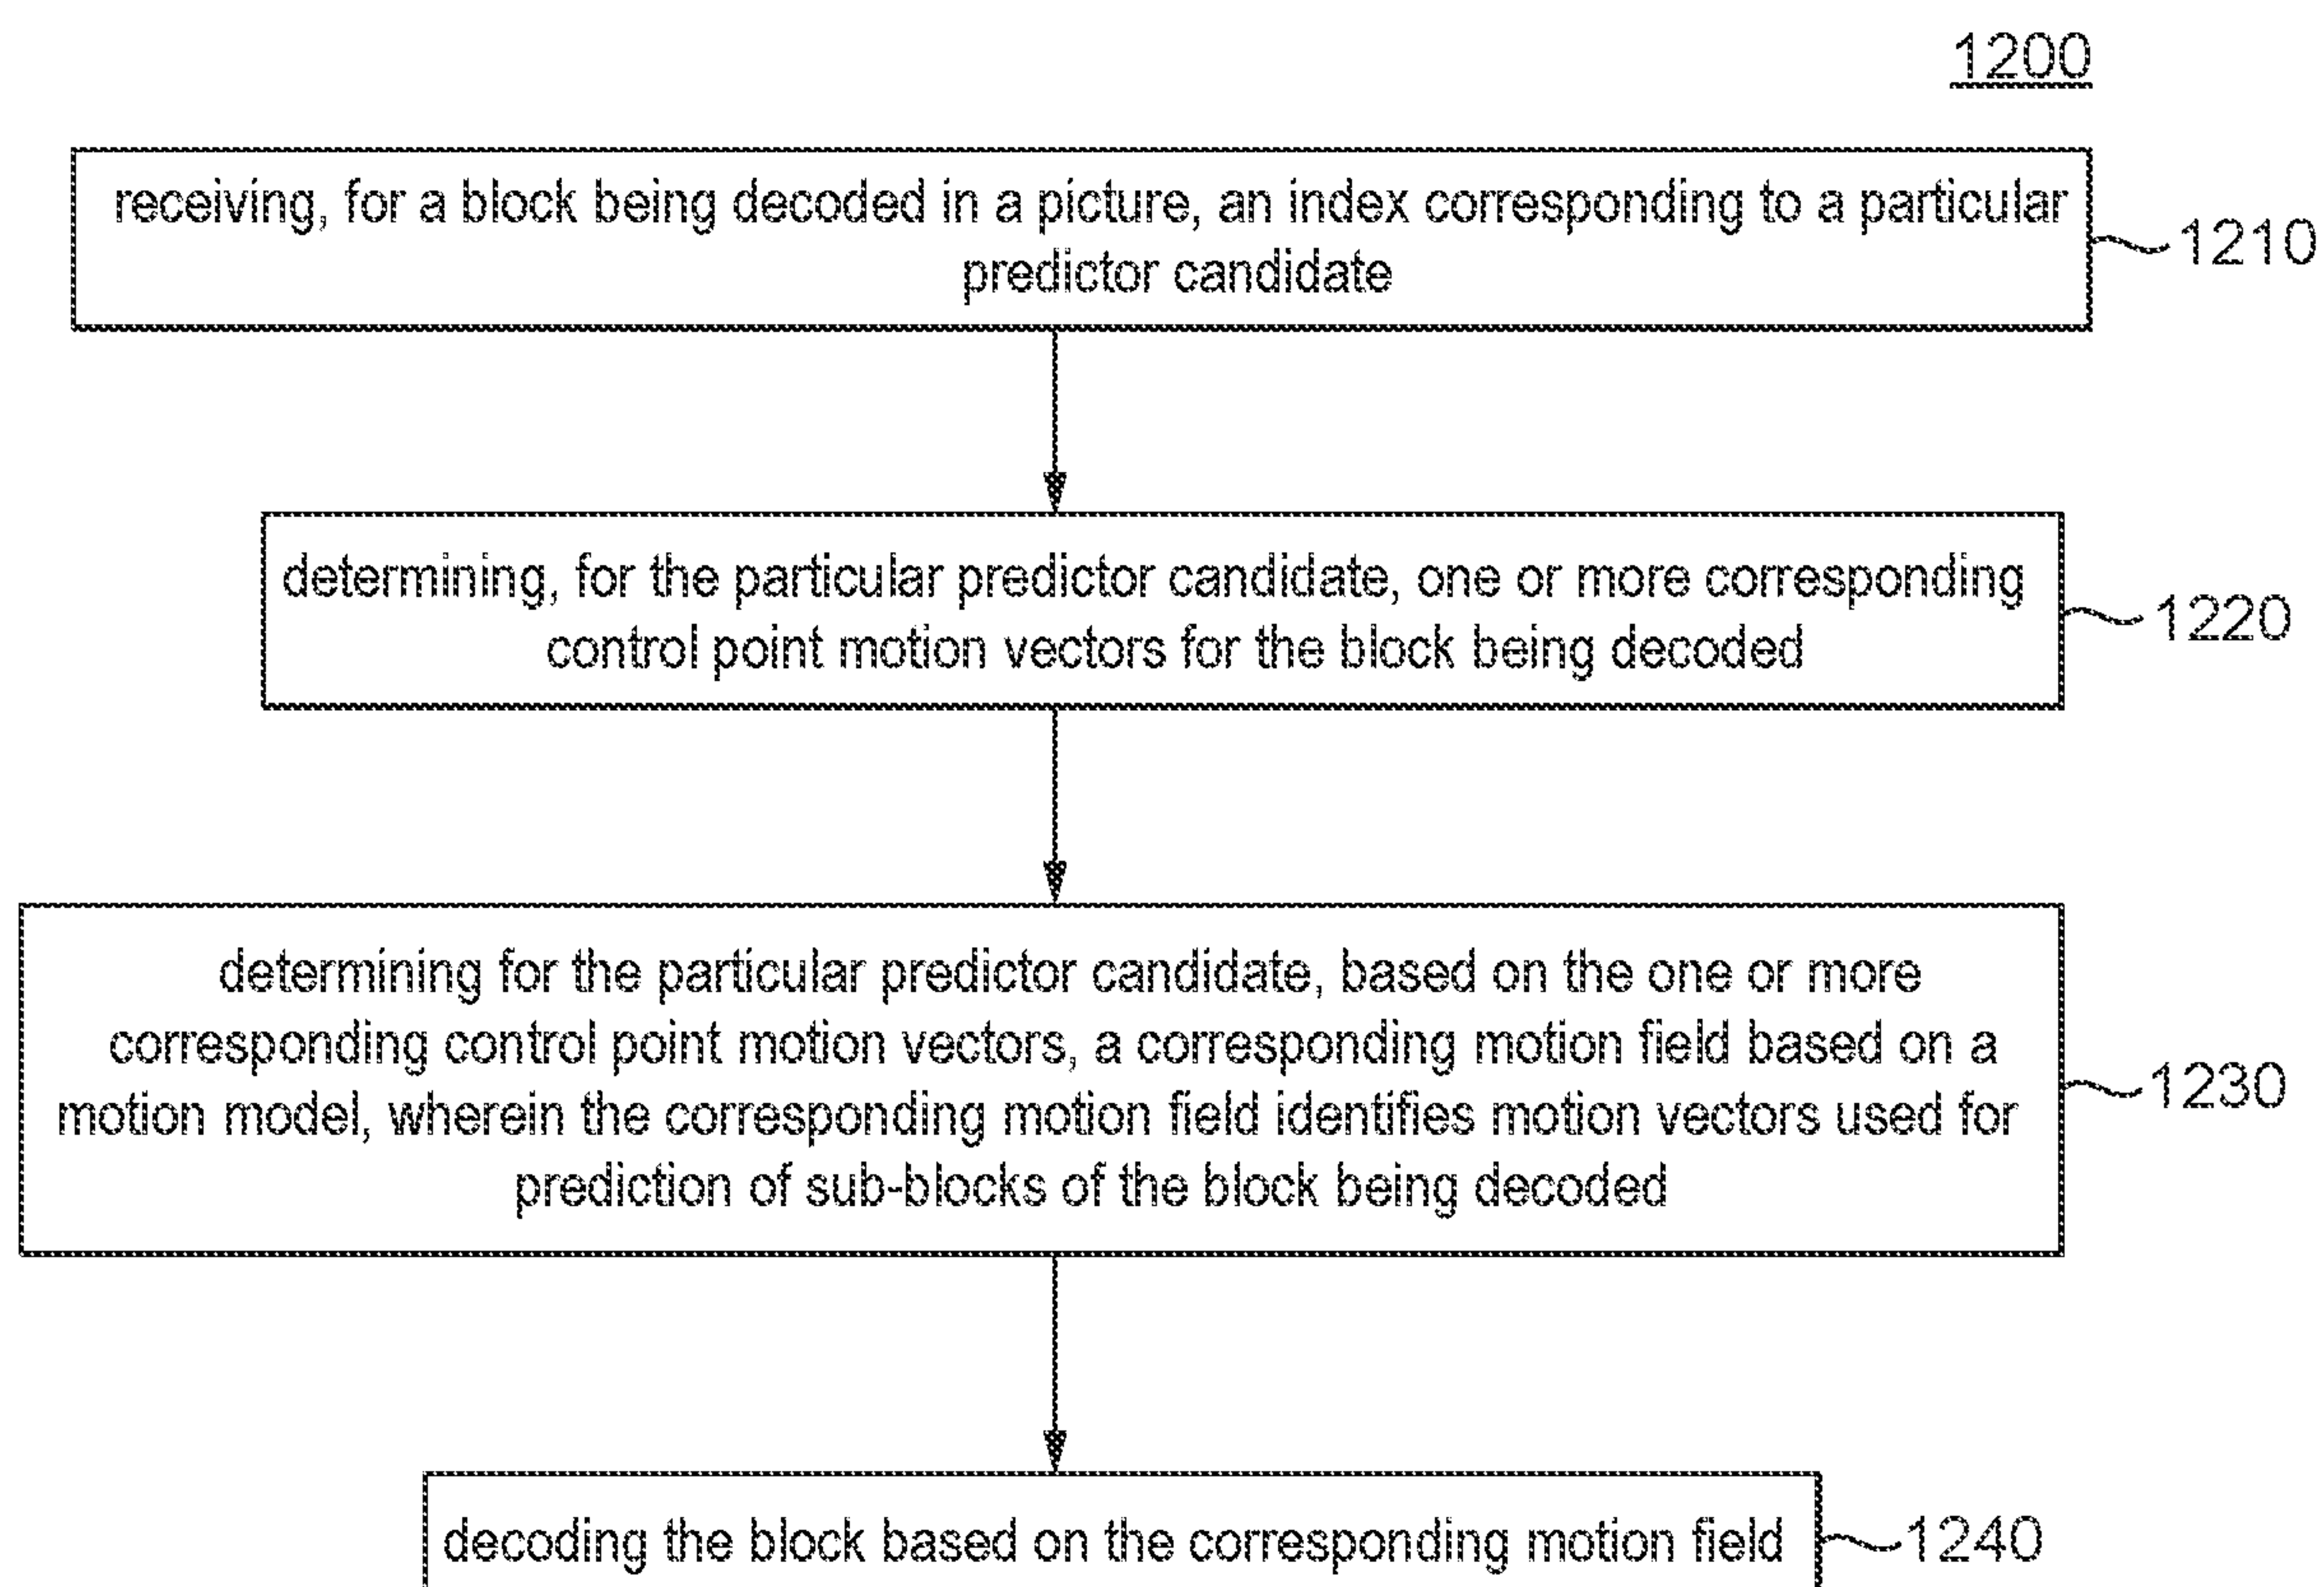 1200
receiving, for a block being decoded in a picture, an index corresponding to a particular
predictor candidate
1210
determining, for the particular predictor candidate, one or more corresponding
control point motion vectors for the block being decoded
1220
determining for the particular predictor candidate, based on the one or more
corresponding control point motion vectors, a corresponding motion field based on a
motion model, wherein the corresponding motion field identifies motion vectors used for
prediction of sub-blocks of the block being decoded
1230
decoding the block based on the corresponding motion field
1240